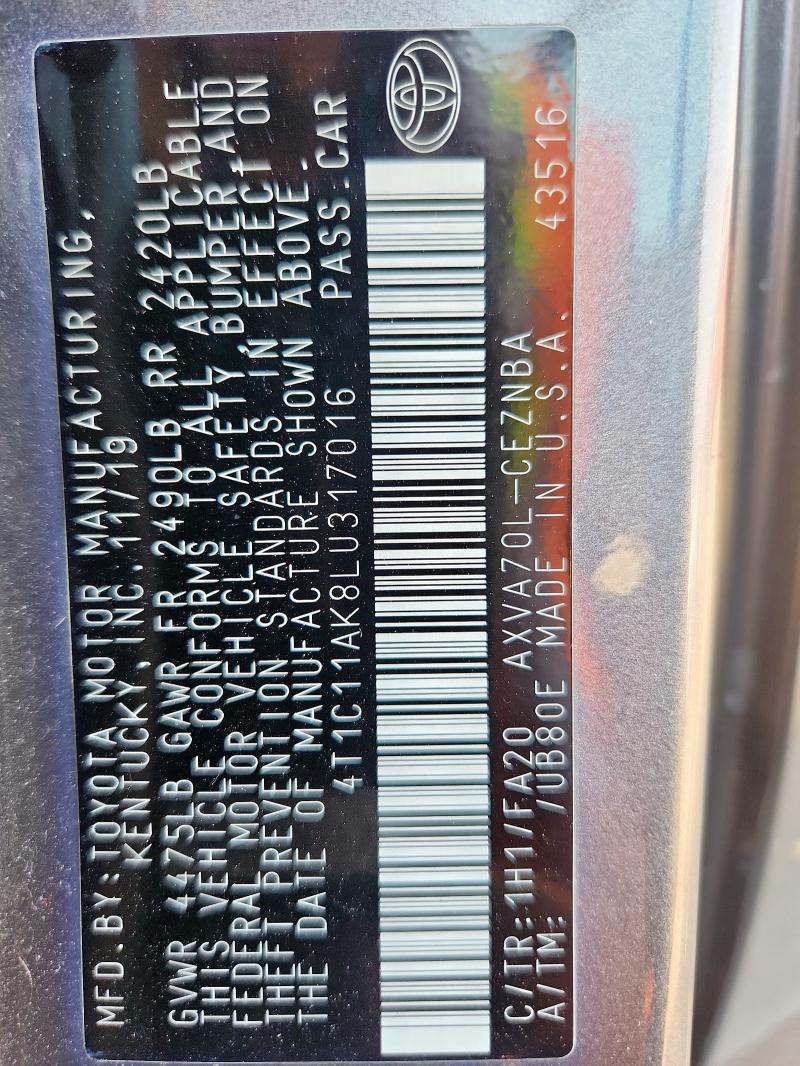 MFD.BY:TOYOTA MOTOR MANUFACTURING,
KENTUCKY, INC. 11/19
GVWR 4475LB GAWR FR 2490LB RR 2420LB
THIS VEHICLE CONFORMS TO ALL APPLICABLE
FEDERAL MOTOR VEHICLE SAFETY, BUMPER, AND
THEFT PREVENTION STANDARDS IN EFFECT ON
THE DATE OF MANUFACTURE SHOWN ABOVE.
4T1C11AK8LU317016 PASS.CAR
C/TR:1H1/FA20 AXVA70L-CEZNBA
A/TM: /UB80E MADE IN U.S.A. 43516